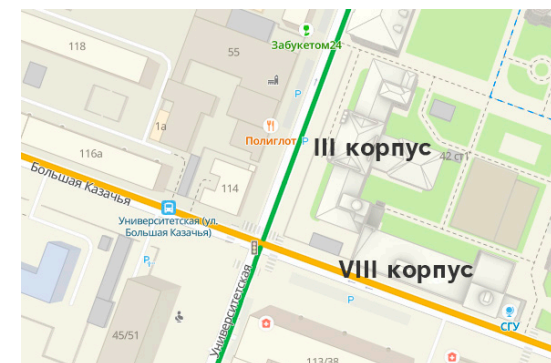 118
55
Забукетом24
P
1а
Полиглот
P
III корпус
42 ст1
116а
Большая Казачья
114
Университетская (ул.
Большая Казачья)
VIII корпус
P
P
СГУ
Университетская
45/51
113/38